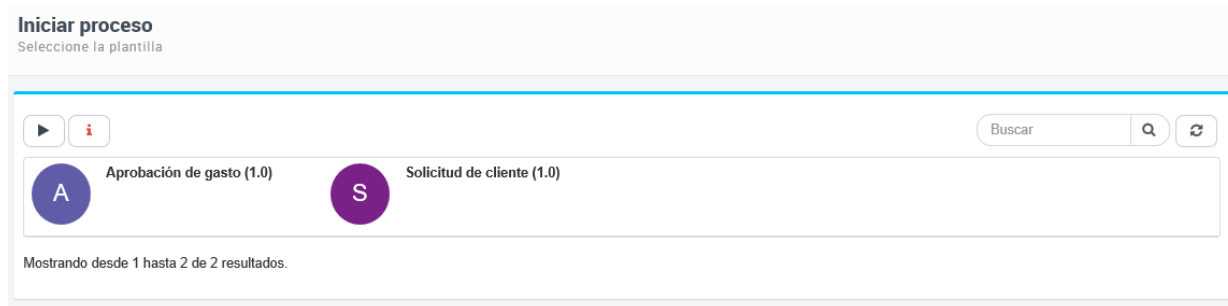 Iniciar proceso
Seleccione la plantilla
Buscar
A Aprobación de gasto (1.0) S Solicitud de cliente (1.0)
Mostrando desde 1 hasta 2 de 2 resultados.